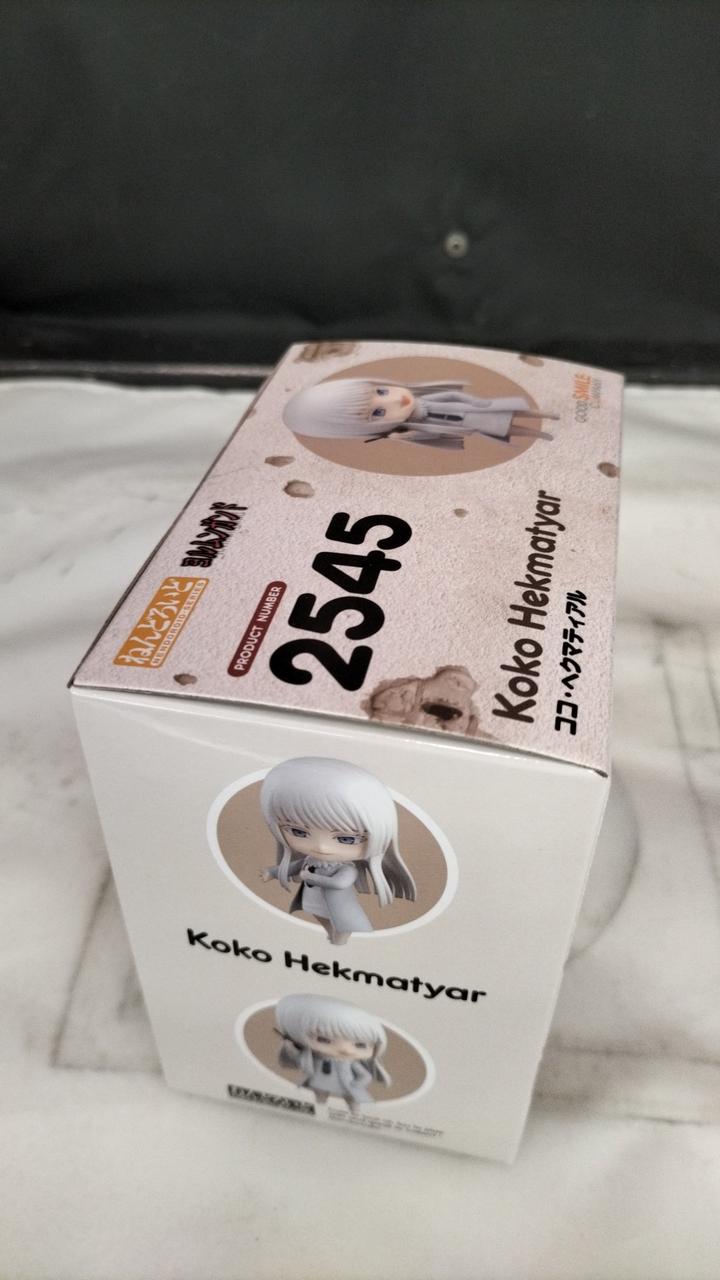 GOOD SMILE
COMPANY
ヨルムンガンド
ねんどろいど
NENDOROID SERIES
PRODUCT NUMBER
2545
Koko Hekmatyar
ココ・ヘクマティアル
Koko Hekmatyar